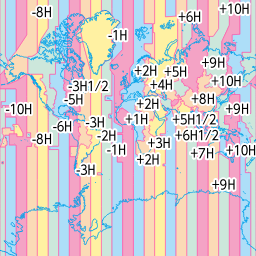 -8H
+10H
+6H
-1H
+9H
+2H
+5H
+10H
-3H1/2
+4H
-5H
+8H
-10H
+2H
+9H
-6H
-3H
+1H
+5H1/2
-8H
-2H
+6H1/2
+3H
-1H
+7H
+10H
+2H
-3H
+9H